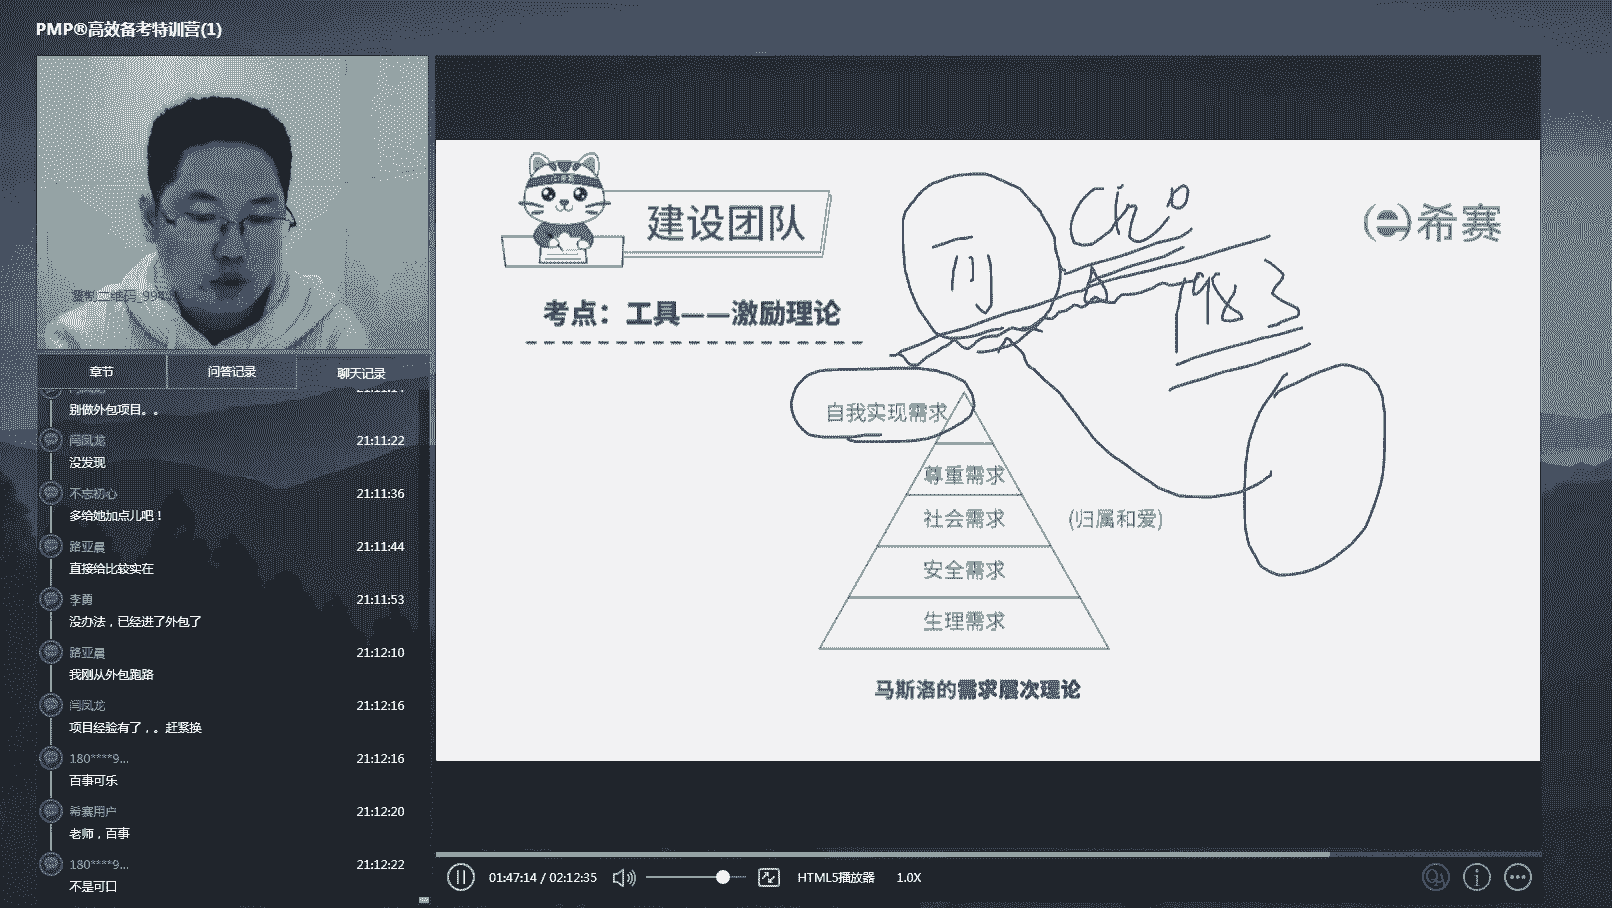 PMP®高效备考特训营(1)
章节
问答记录
聊天记录
别做外包项目。。
闫凤龙
21:11:22
没发现
不忘初心
21:11:36
多给她加点儿吧！
路亚晨
21:11:44
直接给比较实在
李勇
21:11:53
没办法，已经进了外包了
路亚晨
21:12:10
我刚从外包跑路
闫凤龙
21:12:16
项目经验有了，。赶紧换
180****9...
21:12:16
百事可乐
希赛用户
21:12:20
老师，百事
180****9...
21:12:22
不是可口
建设团队
希赛
1983
考点：工具——激励理论
自我实现需求
尊重需求
社会需求
(归属和爱)
安全需求
生理需求
马斯洛的需求层次理论
01:47:14 / 02:12:35
HTML5播放器
1.0X